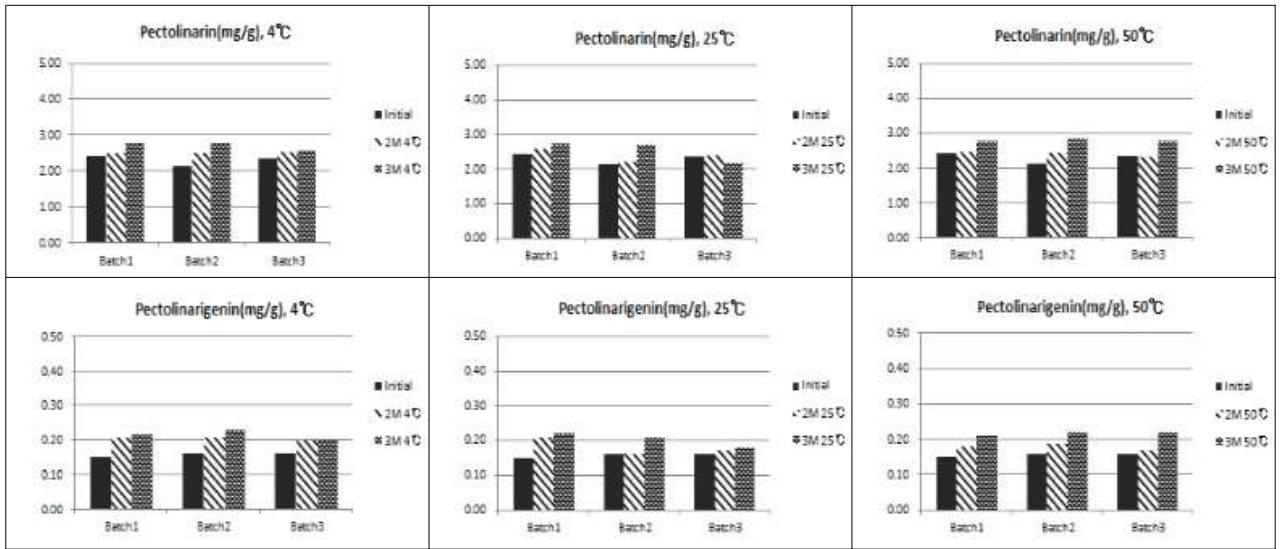 Pectolinarin(mg/g), 4℃
5.00
4.00
3.00
2.00
1.00
0.00
Batch1 Batch2 Batch3
Initial
2M 4℃
3M 4℃
Pectolinarin(mg/g), 25℃
5.00
4.00
3.00
2.00
1.00
0.00
Batch1 Batch2 Batch3
Initial
2M 25℃
3M 25℃
Pectolinarin(mg/g), 50℃
5.00
4.00
3.00
2.00
1.00
0.00
Batch1 Batch2 Batch3
Initial
2M 50℃
3M 50℃
Pectolinarigenin(mg/g), 4℃
0.50
0.40
0.30
0.20
0.10
0.00
Batch1 Batch2 Batch3
Initial
2M 4℃
3M 4℃
Pectolinarigenin(mg/g), 25℃
0.50
0.40
0.30
0.20
0.10
0.00
Batch1 Batch2 Batch3
Initial
2M 25℃
3M 25℃
Pectolinarigenin(mg/g), 50℃
0.50
0.40
0.30
0.20
0.10
0.00
Batch1 Batch2 Batch3
Initial
2M 50℃
3M 50℃